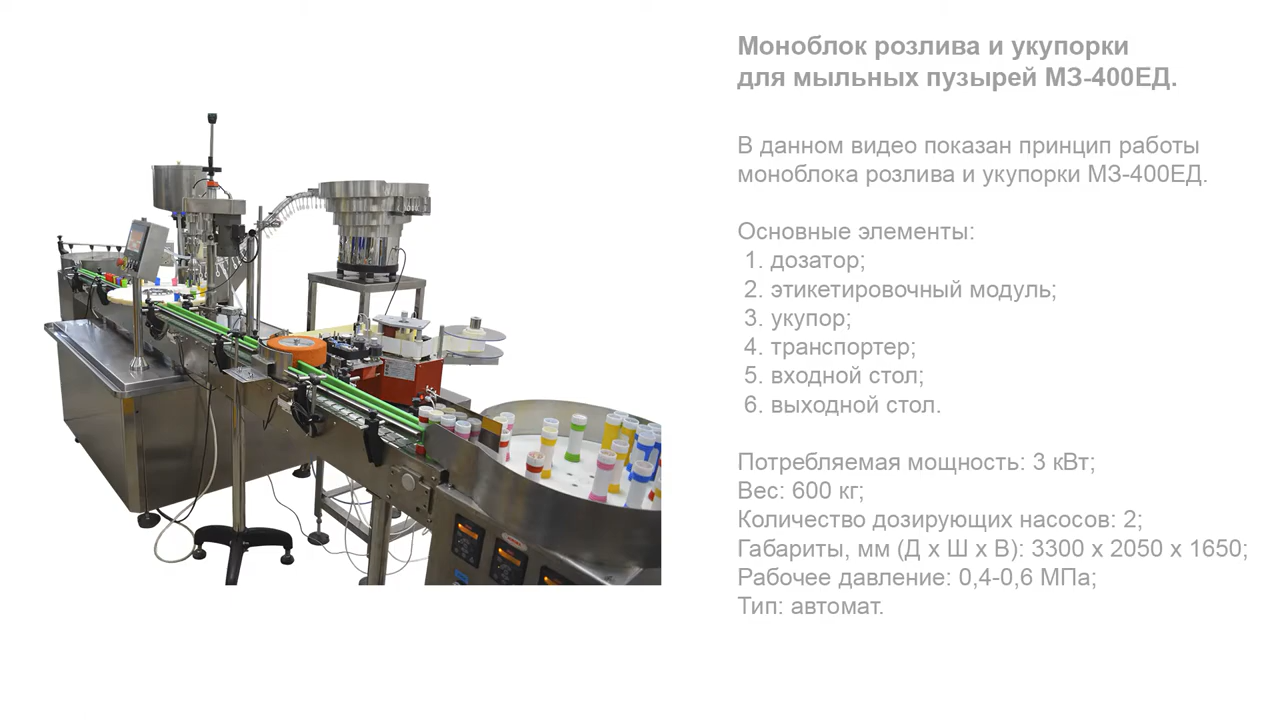 Моноблок розлива и укупорки
для мыльных пузырей МЗ-400ЕД.
В данном видео показан принцип работы
моноблока розлива и укупорки МЗ-400ЕД.
Основные элементы:
1. дозатор;
2. этикетировочный модуль;
3. укупор;
4. транспортер;
5. входной стол;
6. выходной стол.
Потребляемая мощность: 3 кВт;
Вес: 600 кг;
Количество дозирующих насосов: 2;
Габариты, мм (Д х Ш х В): 3300 х 2050 х 1650;
Рабочее давление: 0,4-0,6 МПа;
Тип: автомат.